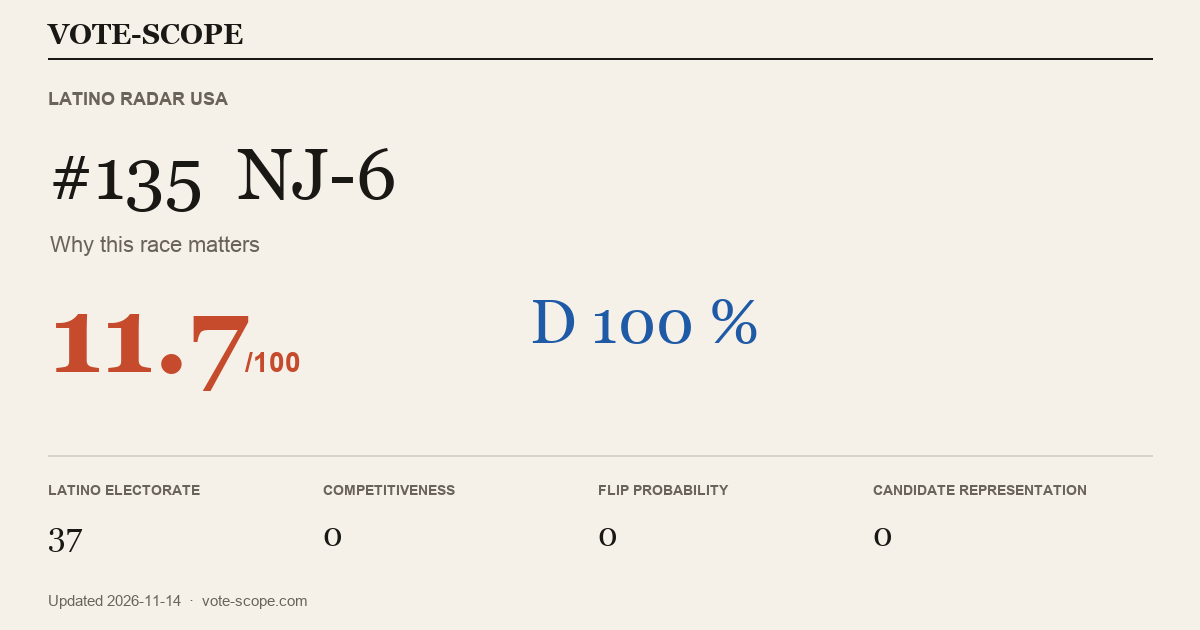 VOTE-SCOPE
LATINO RADAR USA
#135 NJ-6
Why this race matters
11.7/100
D 100 %
LATINO ELECTORATE
COMPETITIVENESS
FLIP PROBABILITY
CANDIDATE REPRESENTATION
37
0
0
0
Updated 2026-11-14 · vote-scope.com